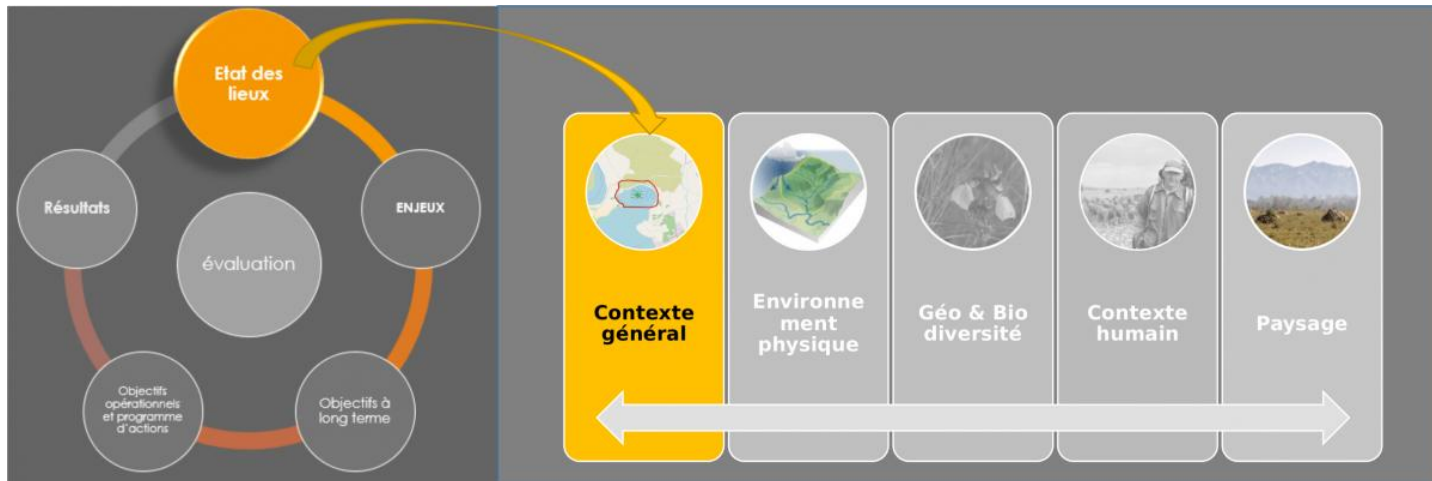 Etat des
lieux
Résultats
ENJEUX
évaluation
Objectifs
opérationnels
et programme
d'actions
Objectifs à
long terme
Contexte
général
Environne
ment
physique
Géo & Bio
diversité
Contexte
humain
Paysage